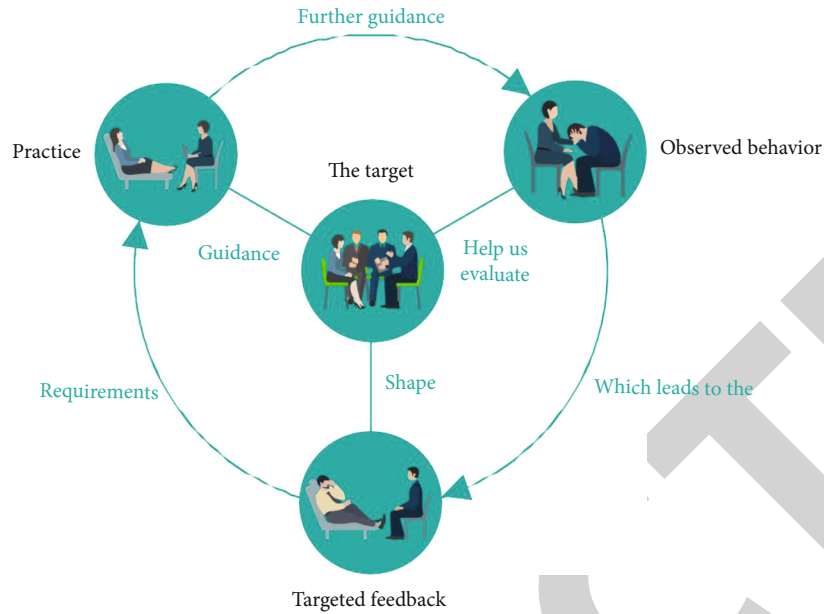 Further guidance
Practice
Observed behavior
The target
Guidance
Help us
evaluate
Requirements
Shape
Which leads to the
Targeted feedback